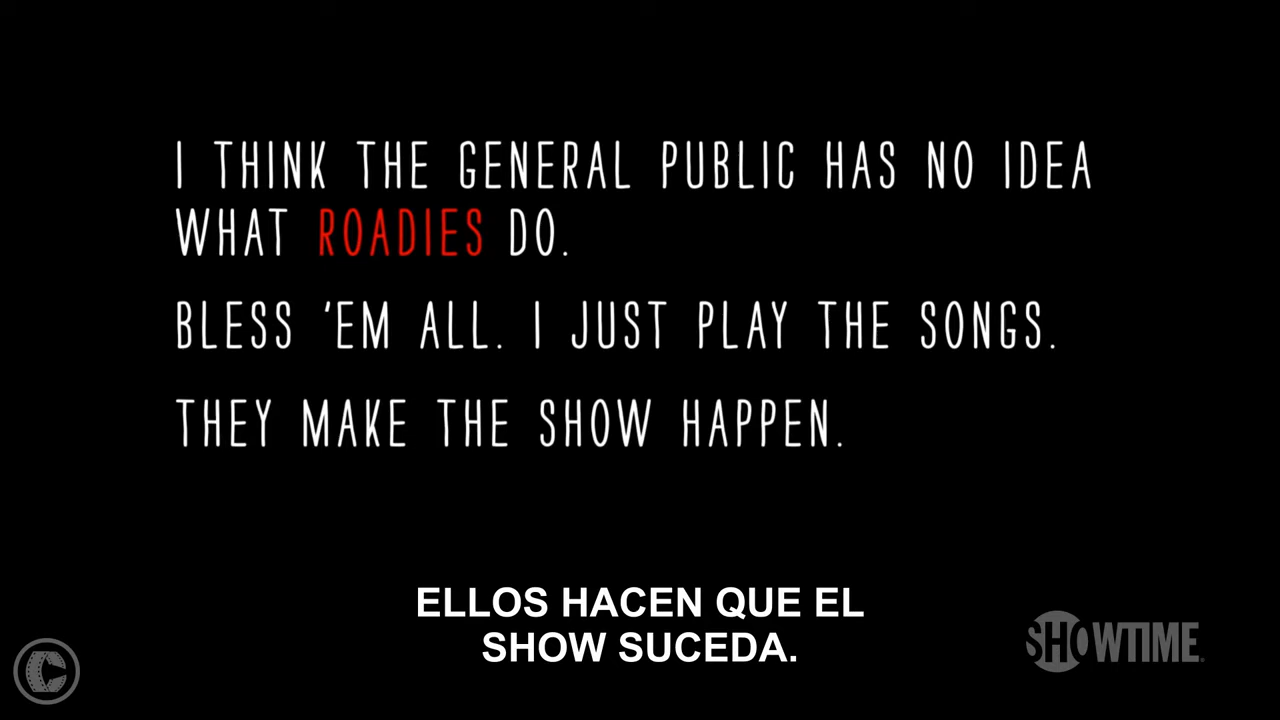 I THINK THE GENERAL PUBLIC HAS NO IDEA
WHAT ROADIES DO.
BLESS 'EM ALL. I JUST PLAY THE SONGS.
THEY MAKE THE SHOW HAPPEN.
ELLOS HACEN QUE EL
SHOW SUCEDA.
SHOWTIME